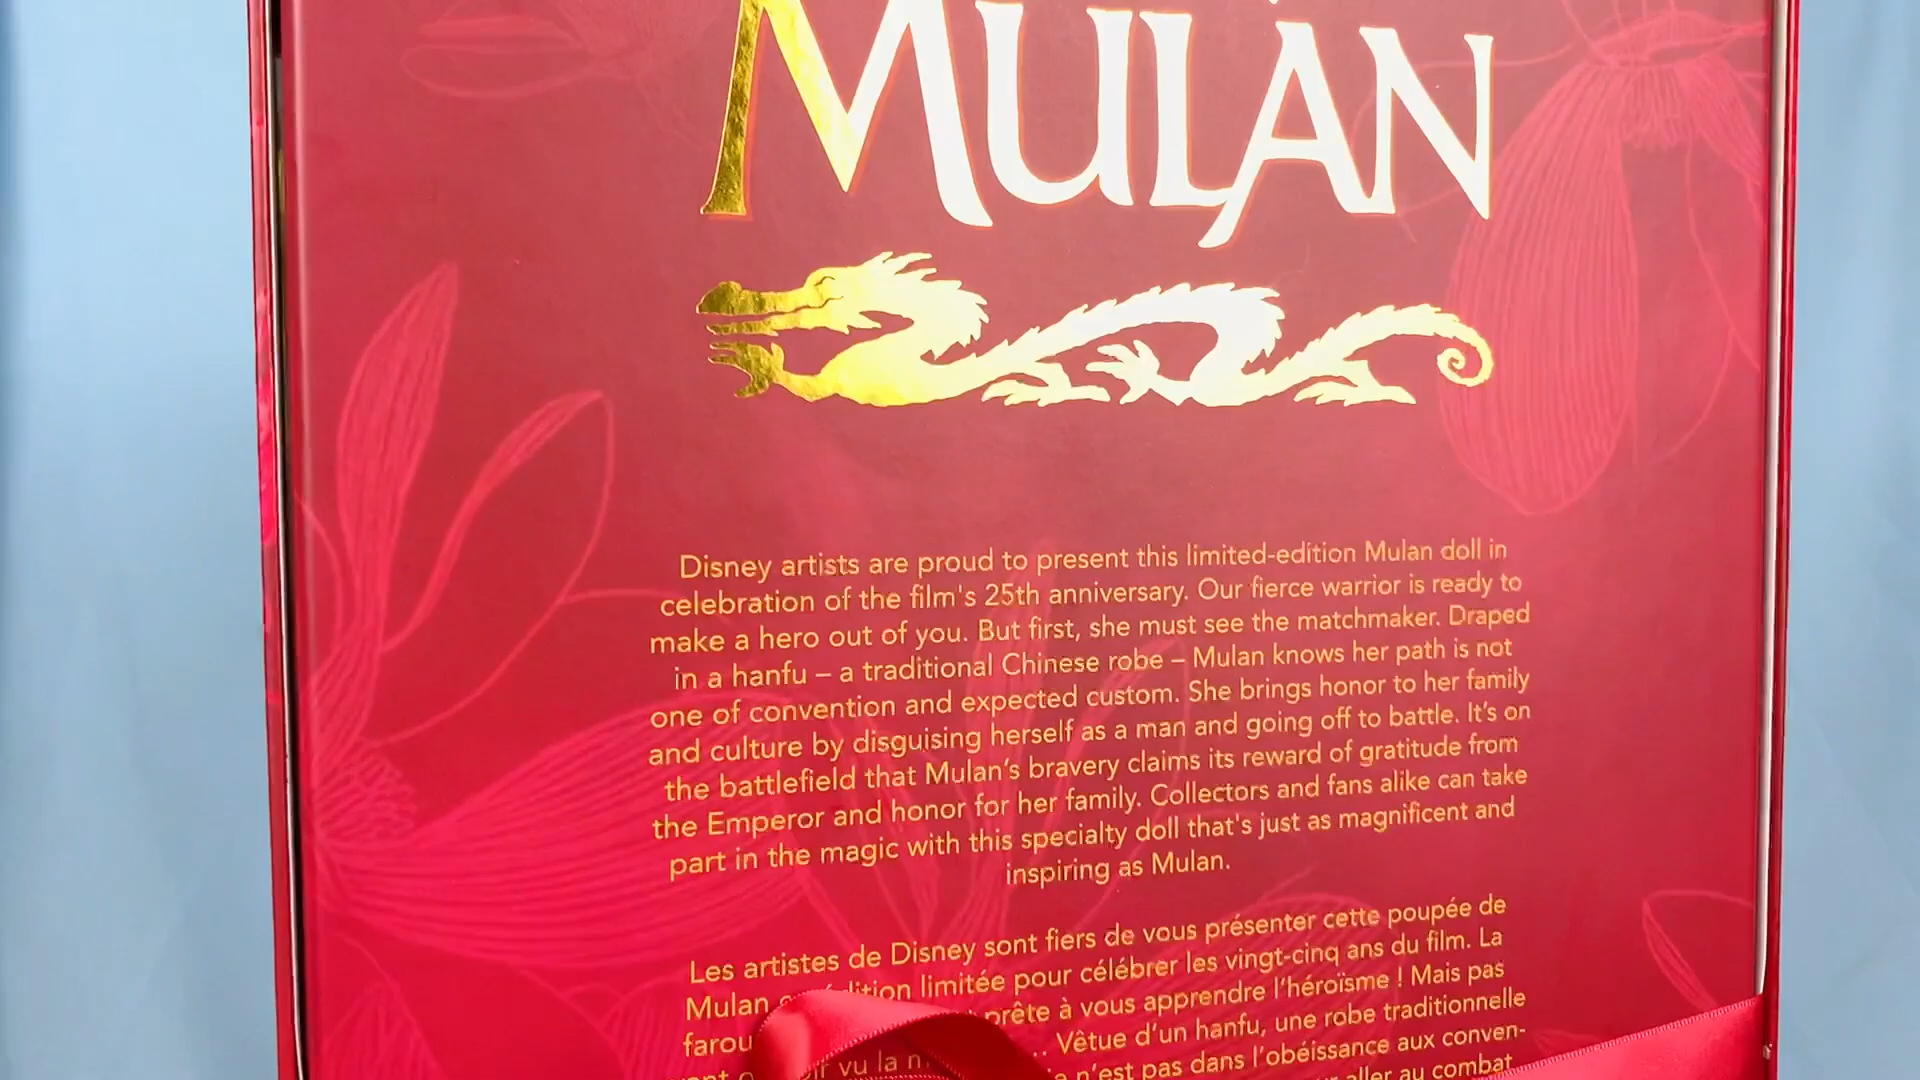 MULAN
Disney artists are proud to present this limited-edition Mulan doll in
celebration of the film's 25th anniversary. Our fierce warrior is ready to
make a hero out of you. But first, she must see the matchmaker. Draped
in a hanfu – a traditional Chinese robe – Mulan knows her path is not
one of convention and expected custom. She brings honor to her family
and culture by disguising herself as a man and going off to battle. It’s on
the battlefield that Mulan’s bravery claims its reward of gratitude from
the Emperor and honor for her family. Collectors and fans alike can take
part in the magic with this specialty doll that's just as magnificent and
inspiring as Mulan.
Les artistes de Disney sont fiers de vous présenter cette poupée de
Mulan limitée pour célébrer les vingt-cinq ans du film. La
prête à vous apprendre l’héroïsme ! Mais pas
vu la Vêtue d’un hanfu, une robe traditionnelle
n’est pas dans l’obéissance aux conven-
aller au combat